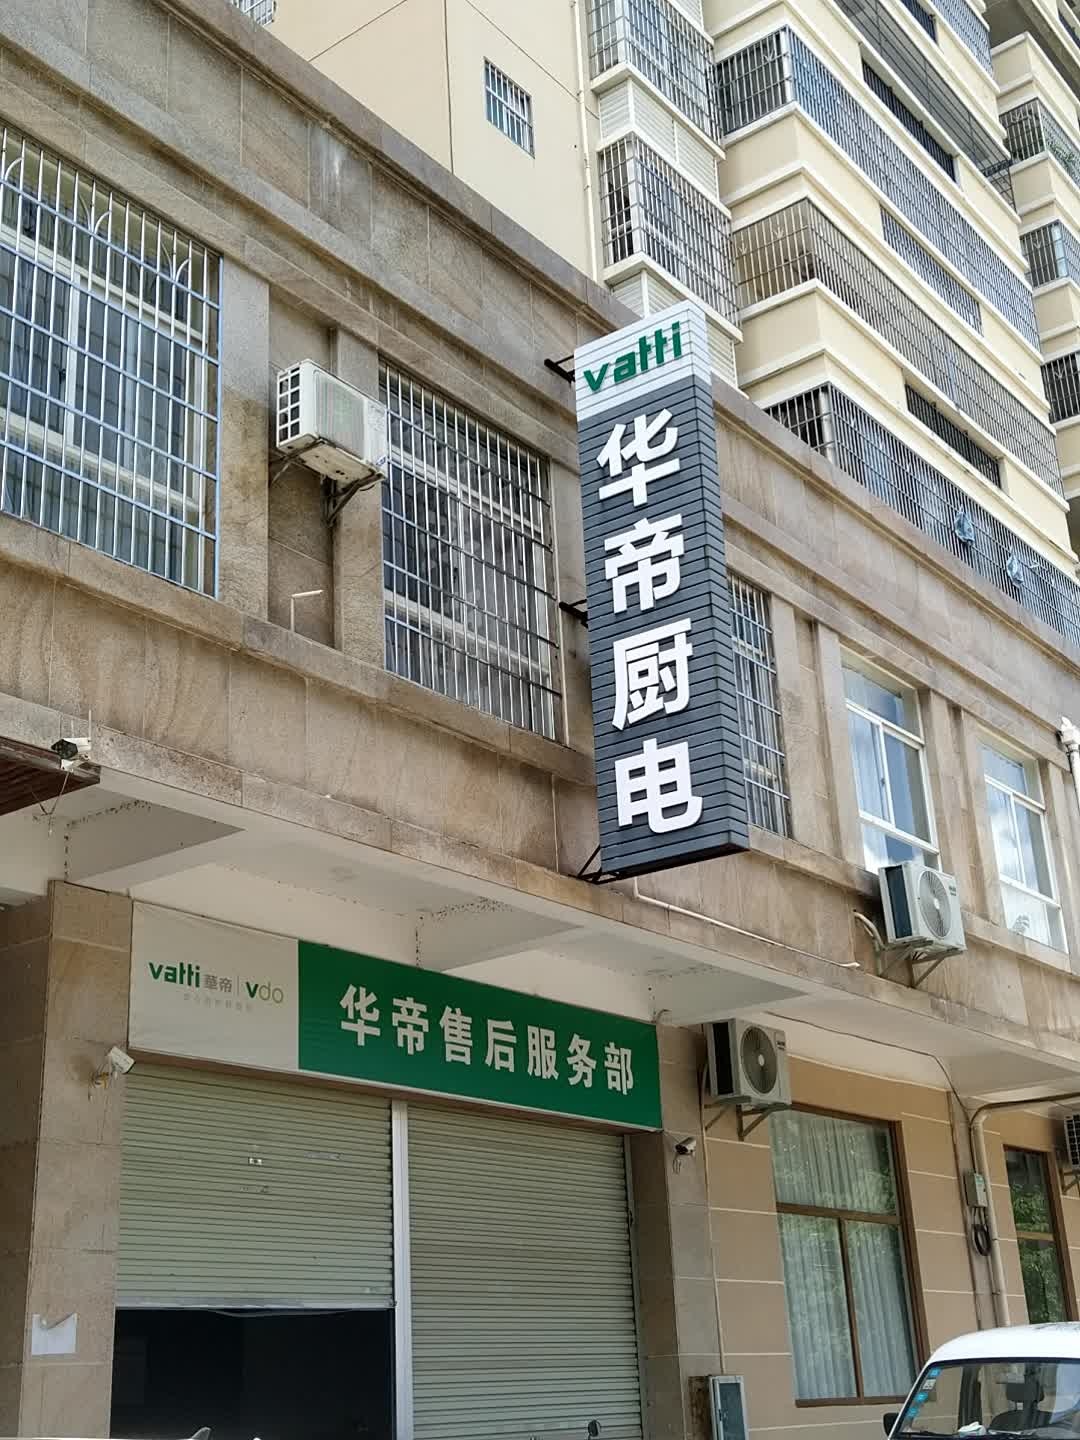 vatti
华帝厨电
vatti 華帝 | vdo
华帝售后服务部